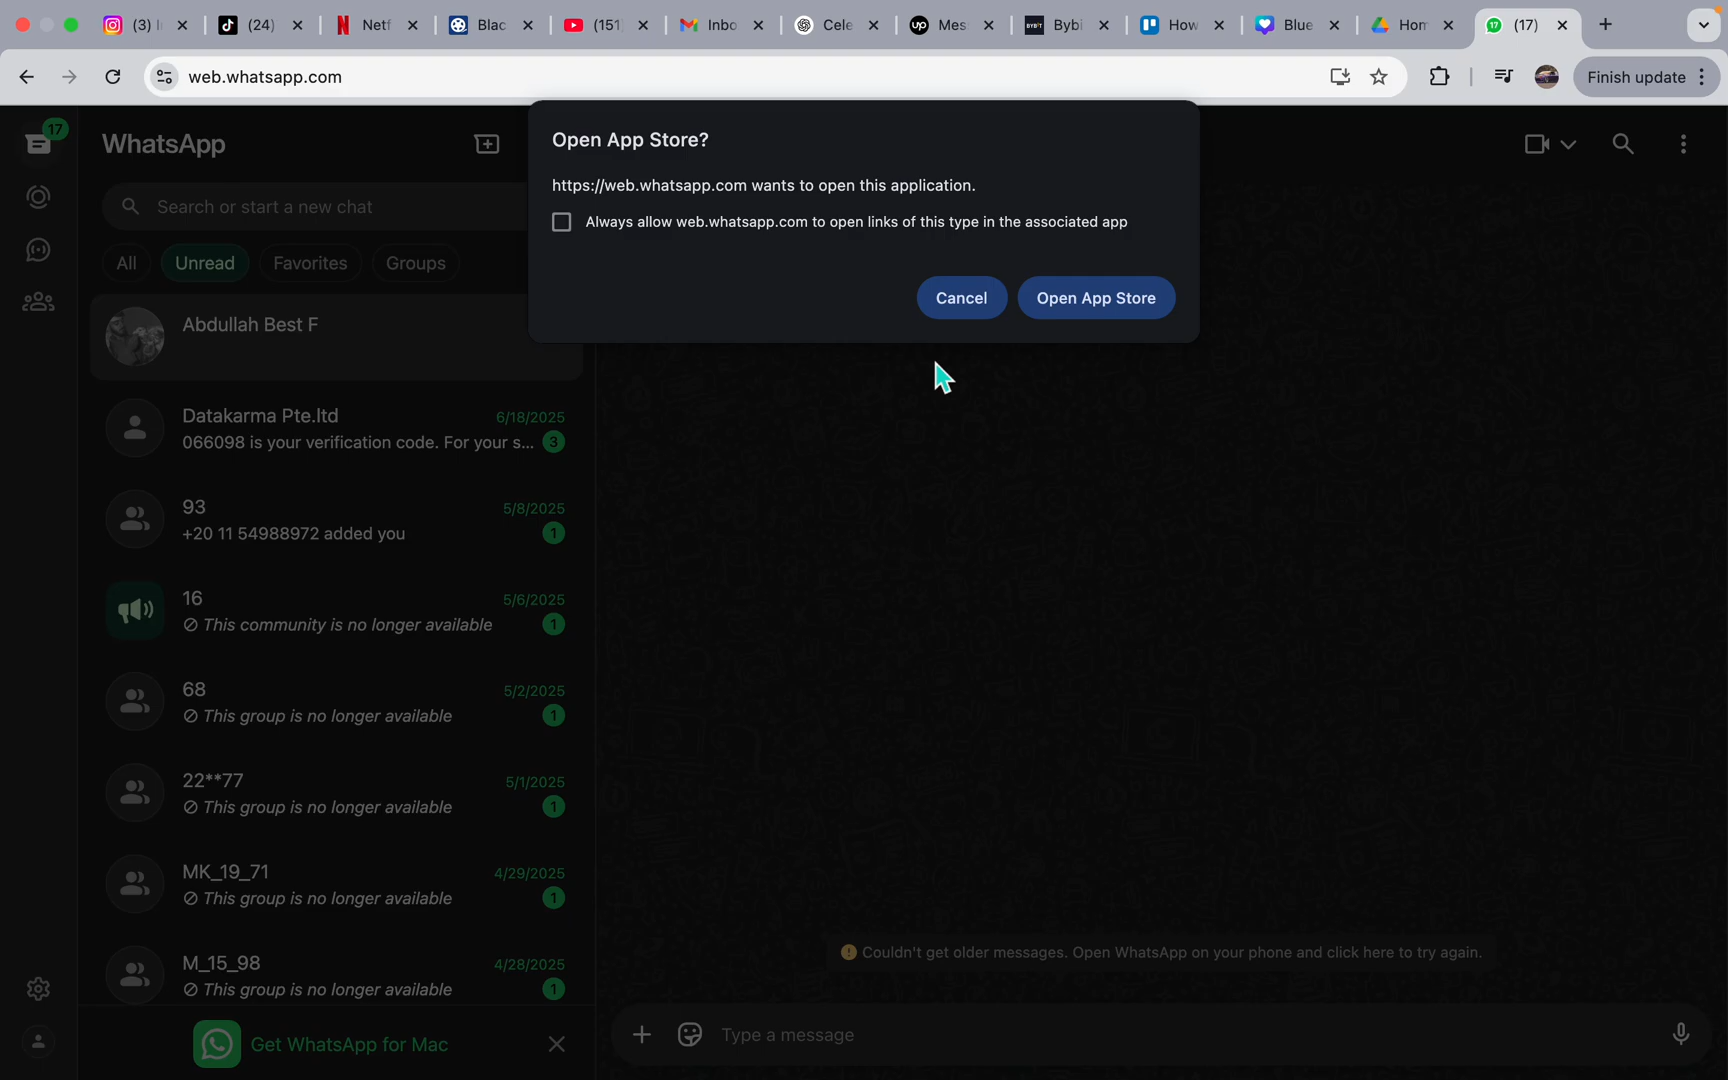 (3) I
(24)
Netf
Blac
(151
Inbo
Cele
Mes
Bybi
How
Blue
Hom
(17)
web.whatsapp.com
Finish update
17
WhatsApp
Search or start a new chat
All
Unread
Favorites
Groups
Open App Store?
https://web.whatsapp.com wants to open this application.
Always allow web.whatsapp.com to open links of this type in the associated app
Cancel
Open App Store
Abdullah Best F
Datakarma Pte.ltd
6/18/2025
066098 is your verification code. For your s...
3
93
5/8/2025
+20 11 54988972 added you
1
16
5/6/2025
This community is no longer available
1
68
5/2/2025
This group is no longer available
1
22**77
5/1/2025
This group is no longer available
1
MK_19_71
4/29/2025
This group is no longer available
1
M_15_98
4/28/2025
This group is no longer available
1
Get WhatsApp for Mac
Couldn't get older messages. Open WhatsApp on your phone and click here to try again.
Type a message